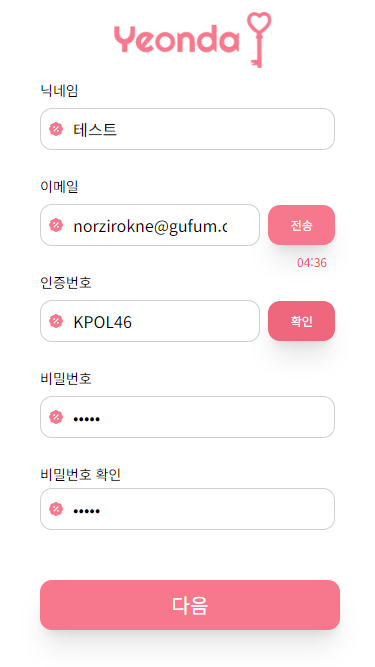 Yeonda
닉네임
테스트
이메일
norzirokne@gufum.c
전송
04:36
인증번호
KPOL46
확인
비밀번호
•••••
비밀번호 확인
•••••
다음